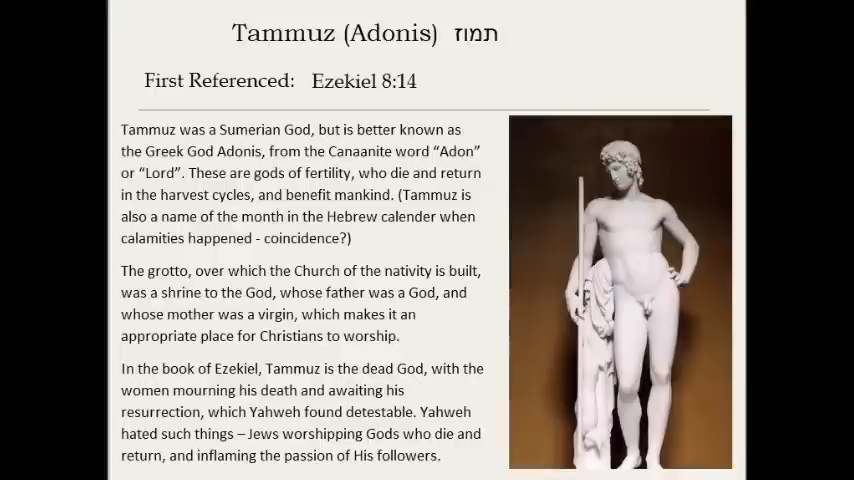 Tammuz (Adonis) תמוז
First Referenced: Ezekiel 8:14
Tammuz was a Sumerian God, but is better known as
the Greek God Adonis, from the Canaanite word “Adon”
or “Lord”. These are gods of fertility, who die and return
in the harvest cycles, and benefit mankind. (Tammuz is
also a name of the month in the Hebrew calender when
calamities happened - coincidence?)
The grotto, over which the Church of the nativity is built,
was a shrine to the God, whose father was a God, and
whose mother was a virgin, which makes it an
appropriate place for Christians to worship.
In the book of Ezekiel, Tammuz is the dead God, with the
women mourning his death and awaiting his
resurrection, which Yahweh found detestable. Yahweh
hated such things – Jews worshipping Gods who die and
return, and inflaming the passion of His followers.